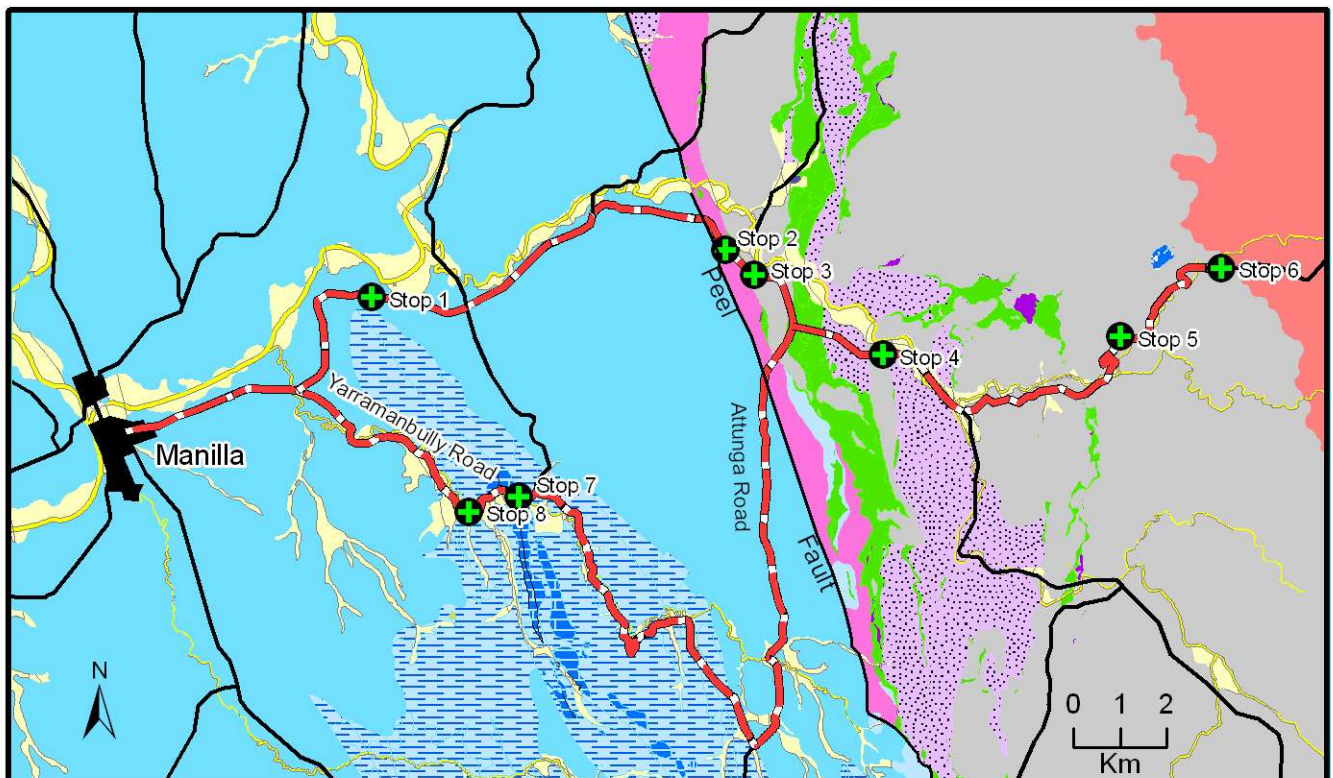 Stop 2
Stop 3
Peel
Stop 6
Stop 1
Stop 5
Stop 4
Yarramanbully Road
Attunga Road
Manilla
Stop 7
Stop 8
Fault
N
0 1 2
Km